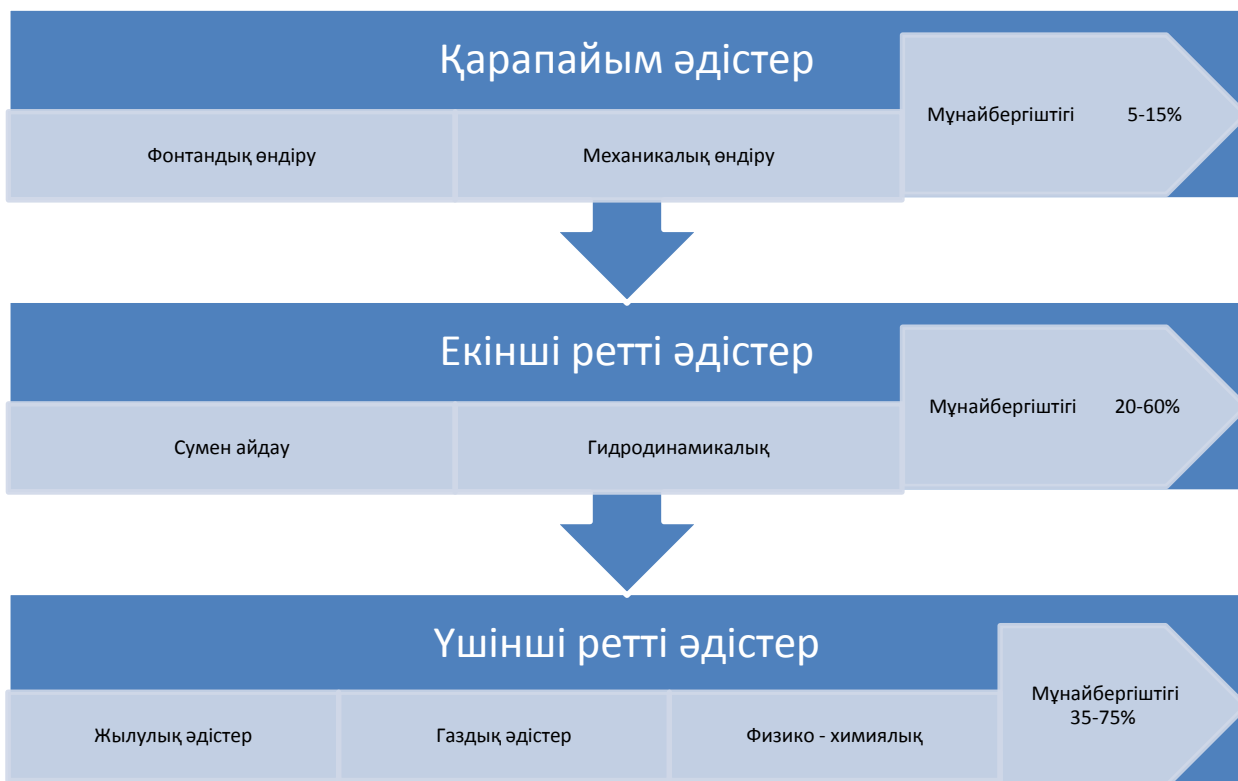 Қарапайым әдістер
Фонтандық өндіру
Механикалық өндіру
Мұнайбергіштігі 5-15%
Екінші ретті әдістер
Сумен айдау
Гидродинамикалық
Мұнайбергіштігі 20-60%
Үшінші ретті әдістер
Жылулық әдістер
Газдық әдістер
Физико - химиялық
Мұнайбергіштігі
35-75%